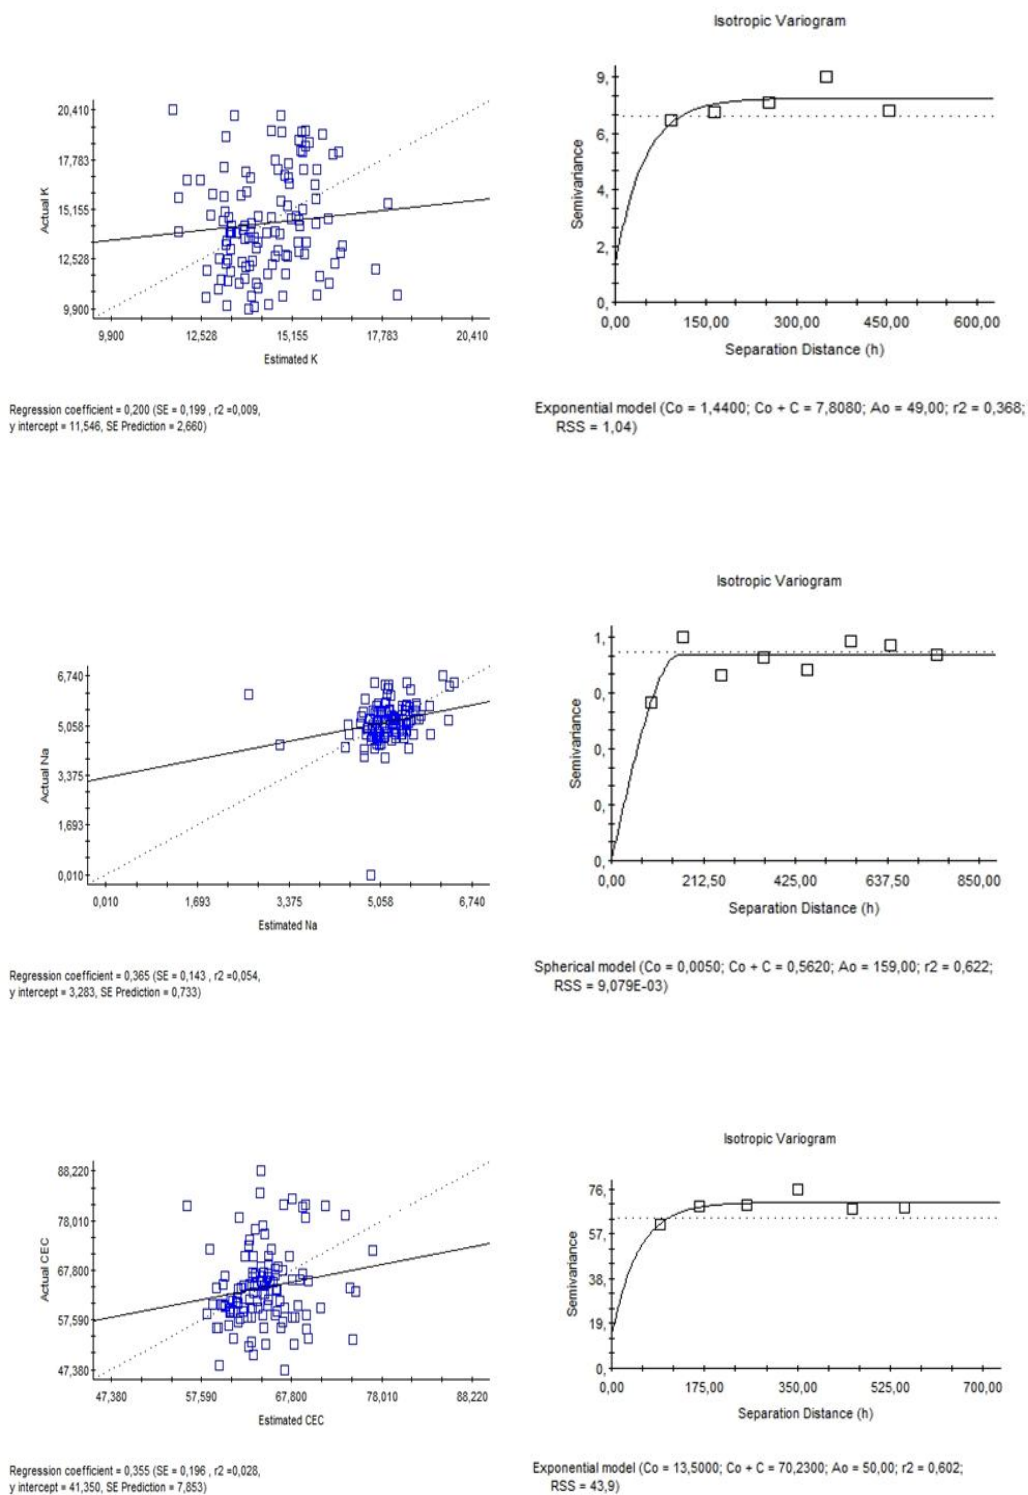 Isotropic Variogram
20,410
17,783
15,155
12,528
9,900
Actual K
9,900 12,528 15,155 17,783 20,410
Estimated K
Regression coefficient = 0,200 (SE = 0,199 , r2 =0,009,
y intercept = 11,546, SE Prediction = 2,660)
9,
6,
4,
2,
0,
Semivariance
0,00 150,00 300,00 450,00 600,00
Separation Distance (h)
Exponential model (Co = 1,4400; Co + C = 7,8080; Ao = 49,00; r2 = 0,368;
RSS = 1,04)
Isotropic Variogram
6,740
5,058
3,375
1,693
0,010
Actual Na
0,010 1,693 3,375 5,058 6,740
Estimated Na
Regression coefficient = 0,365 (SE = 0,143 , r2 =0,054,
y intercept = 3,283, SE Prediction = 0,733)
1,
0,
0,
0,
0,
Semivariance
0,00 212,50 425,00 637,50 850,00
Separation Distance (h)
Spherical model (Co = 0,0050; Co + C = 0,5620; Ao = 159,00; r2 = 0,622;
RSS = 9,079E-03)
Isotropic Variogram
88,220
78,010
67,800
57,590
47,380
Actual CEC
47,380 57,590 67,800 78,010 88,220
Estimated CEC
Regression coefficient = 0,355 (SE = 0,196 , r2 =0,028,
y intercept = 41,350, SE Prediction = 7,853)
76,
57,
38,
19,
0,
Semivariance
0,00 175,00 350,00 525,00 700,00
Separation Distance (h)
Exponential model (Co = 13,5000; Co + C = 70,2300; Ao = 50,00; r2 = 0,602;
RSS = 43,9)